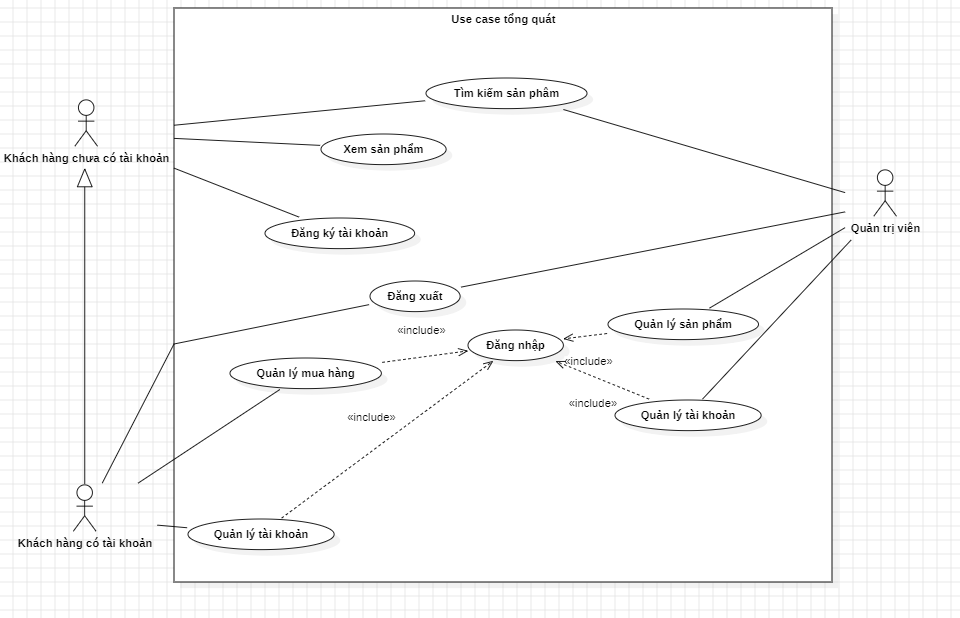 Use case tổng quát
Tìm kiếm sản phâm
Khách hàng chưa có tài khoản
Xem sản phẩm
Đăng ký tài khoản
Quản trị viên
Đăng xuất
«include»
Quản lý sản phẩm
Đăng nhập
«include»
Quản lý mua hàng
«include»
«include»
Quản lý tài khoản
Quản lý tài khoản
Khách hàng có tài khoản